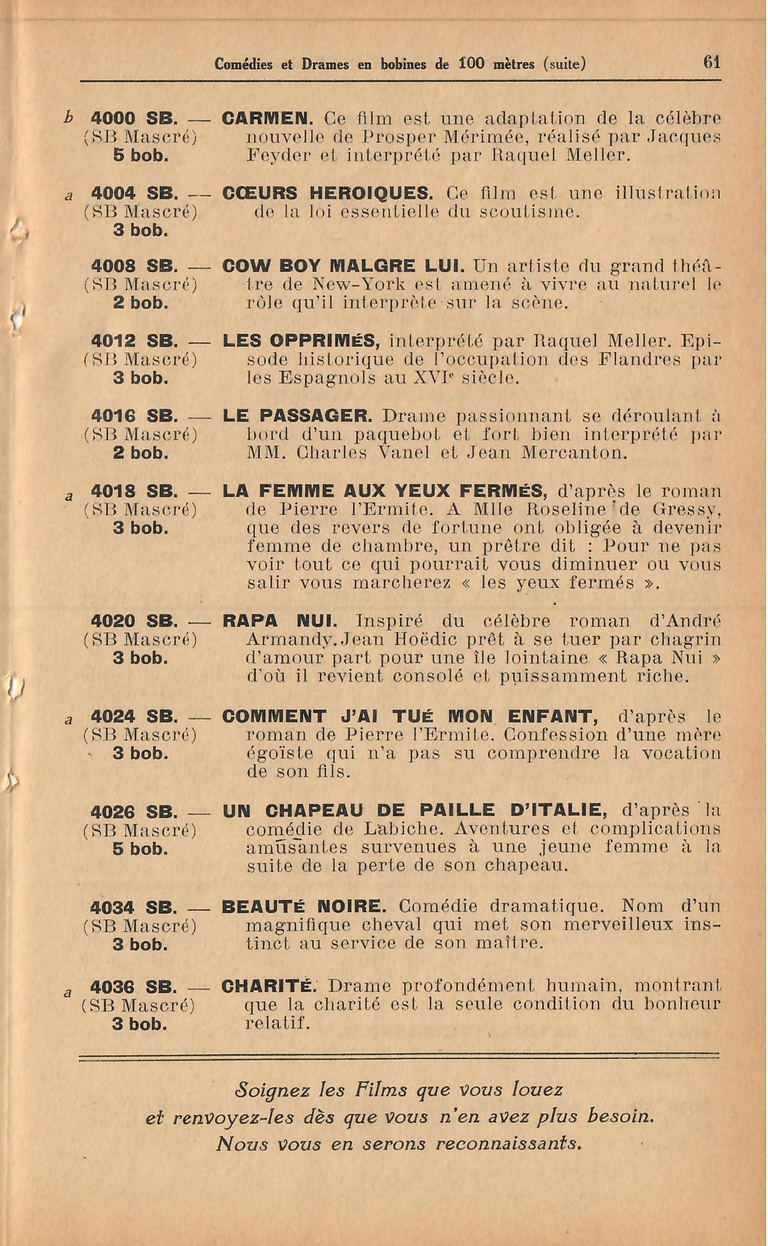 Comédies et Drames en bobines de 100 mètres (suite) 61
b 4000 SB. — CARMEN. Ce film est une adaptation de la célèbre
(SB Mascré) nouvelle de Prosper Mérimée, réalisé par Jacques
5 bob. Feyder et interprété par Raquel Meller.
a 4004 SB. — CŒURS HEROIQUES. Ce film est une illustration
(SB Mascré) de la loi essentielle du scoutisme.
3 bob.
4008 SB. — COW BOY MALGRE LUI. Un artiste du grand théâ-
(SB Mascré) tre de New-York est amené à vivre au naturel le
2 bob. rôle qu'il interprète sur la scène.
4012 SB. — LES OPPRIMÉS, interprété par Raquel Meller. Epi-
(SB Mascré) sode historique de l'occupation des Flandres par
3 bob. les Espagnols au XVIe siècle.
4016 SB. — LE PASSAGER. Drame passionnant se déroulant à
(SB Mascré) bord d'un paquebot et fort bien interprété par
2 bob. MM. Charles Vanel et Jean Mercanton.
a 4018 SB. — LA FEMME AUX YEUX FERMÉS, d'après le roman
(SB Mascré) de Pierre l'Ermite. A Mlle Roseline de Gressy,
3 bob. que des revers de fortune ont obligée à devenir
femme de chambre, un prêtre dit : Pour ne pas
voir tout ce qui pourrait vous diminuer ou vous
salir vous marcherez « les yeux fermés ».
4020 SB. — RAPA NUI. Inspiré du célèbre roman d'André
(SB Mascré) Armandy. Jean Hoëdic prêt à se tuer par chagrin
3 bob. d'amour part pour une île lointaine « Rapa Nui »
d'où il revient consolé et puissamment riche.
a 4024 SB. — COMMENT J'AI TUÉ MON ENFANT, d'après le
(SB Mascré) roman de Pierre l'Ermite. Confession d'une mère
3 bob. égoïste qui n'a pas su comprendre la vocation
de son fils.
4026 SB. — UN CHAPEAU DE PAILLE D'ITALIE, d'après la
(SB Mascré) comédie de Labiche. Aventures et complications
5 bob. amusantes survenues à une jeune femme à la
suite de la perte de son chapeau.
4034 SB. — BEAUTÉ NOIRE. Comédie dramatique. Nom d'un
(SB Mascré) magnifique cheval qui met son merveilleux ins-
3 bob. tinct au service de son maître.
a 4036 SB. — CHARITÉ. Drame profondément humain, montrant
(SB Mascré) que la charité est la seule condition du bonheur
3 bob. relatif.
Soignez les Films que vous louez
et renvoyez-les dès que vous n'en avez plus besoin.
Nous vous en serons reconnaissants.